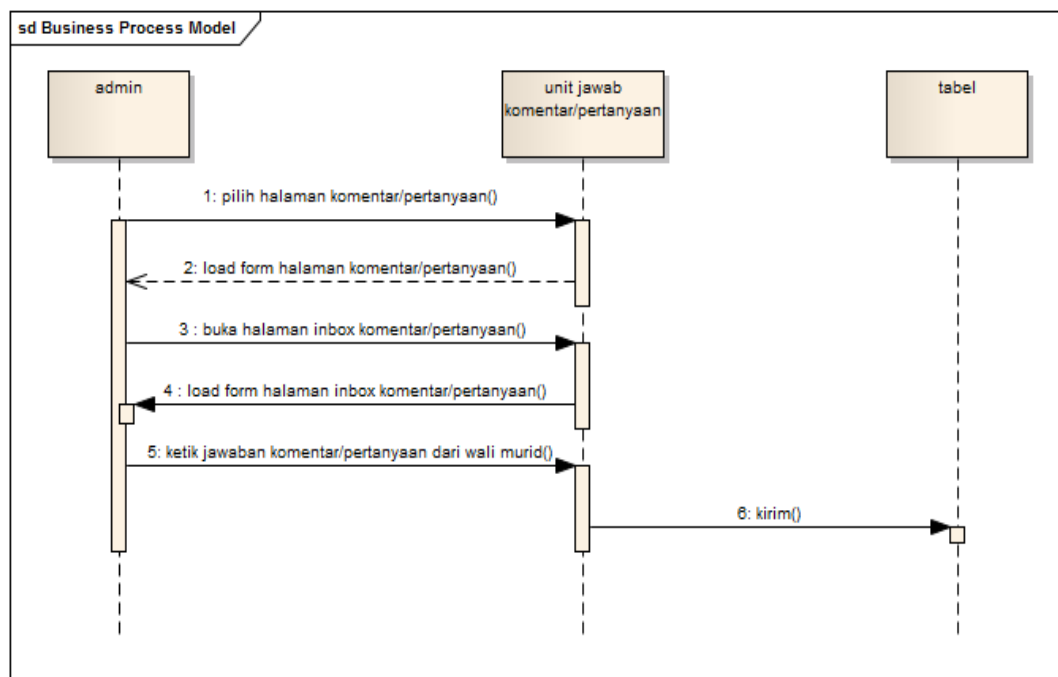 sd Business Process Model
admin
unit jawab
komentar/pertanyaan
tabel
1: pilih halaman komentar/pertanyaan()
2: load form halaman komentar/pertanyaan()
3 : buka halaman inbox komentar/pertanyaan()
4 : load form halaman inbox komentar/pertanyaan()
5: ketik jawaban komentar/pertanyaan dari wali murid()
6: kirim()